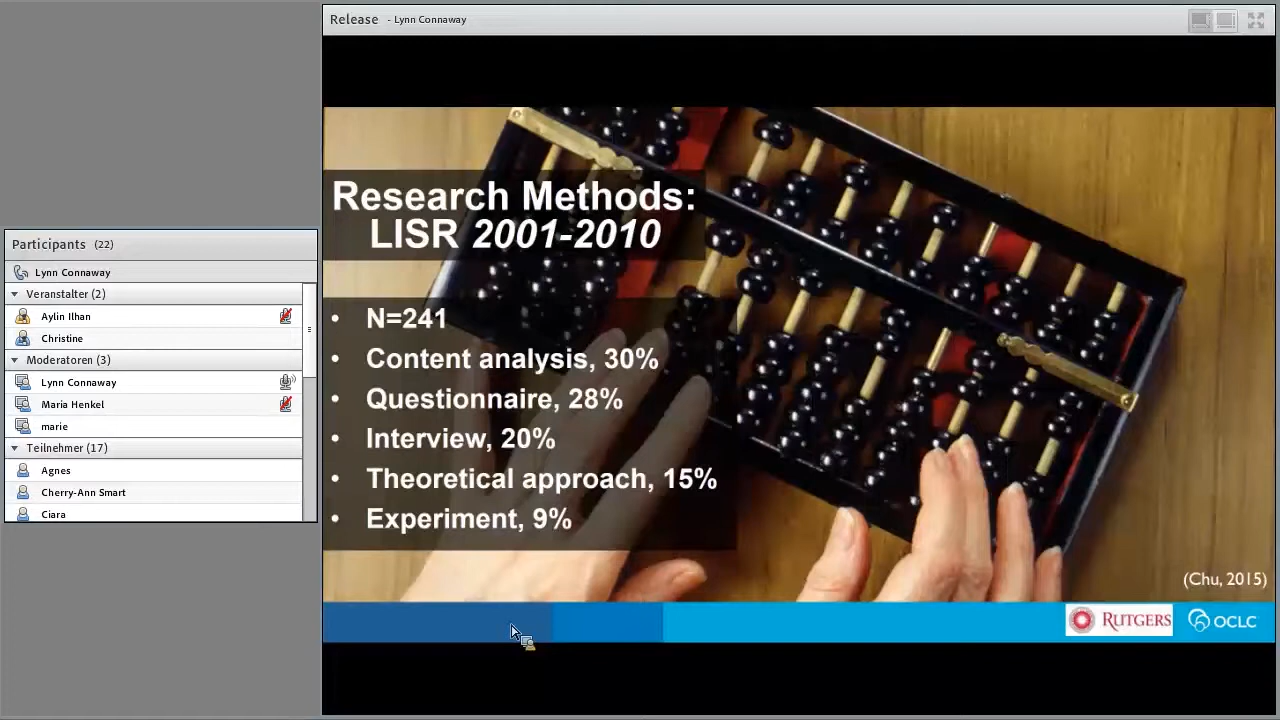 Release - Lynn Connaway
Participants (22)
Lynn Connaway
Veranstalter (2)
Aylin Ilhan
Christine
Moderatoren (3)
Lynn Connaway
Maria Henkel
marie
Teilnehmer (17)
Agnes
Cherry-Ann Smart
Ciara
Research Methods:
LISR 2001-2010
• N=241
• Content analysis, 30%
• Questionnaire, 28%
• Interview, 20%
• Theoretical approach, 15%
• Experiment, 9%
(Chu, 2015)
RUTGERS
OCLC